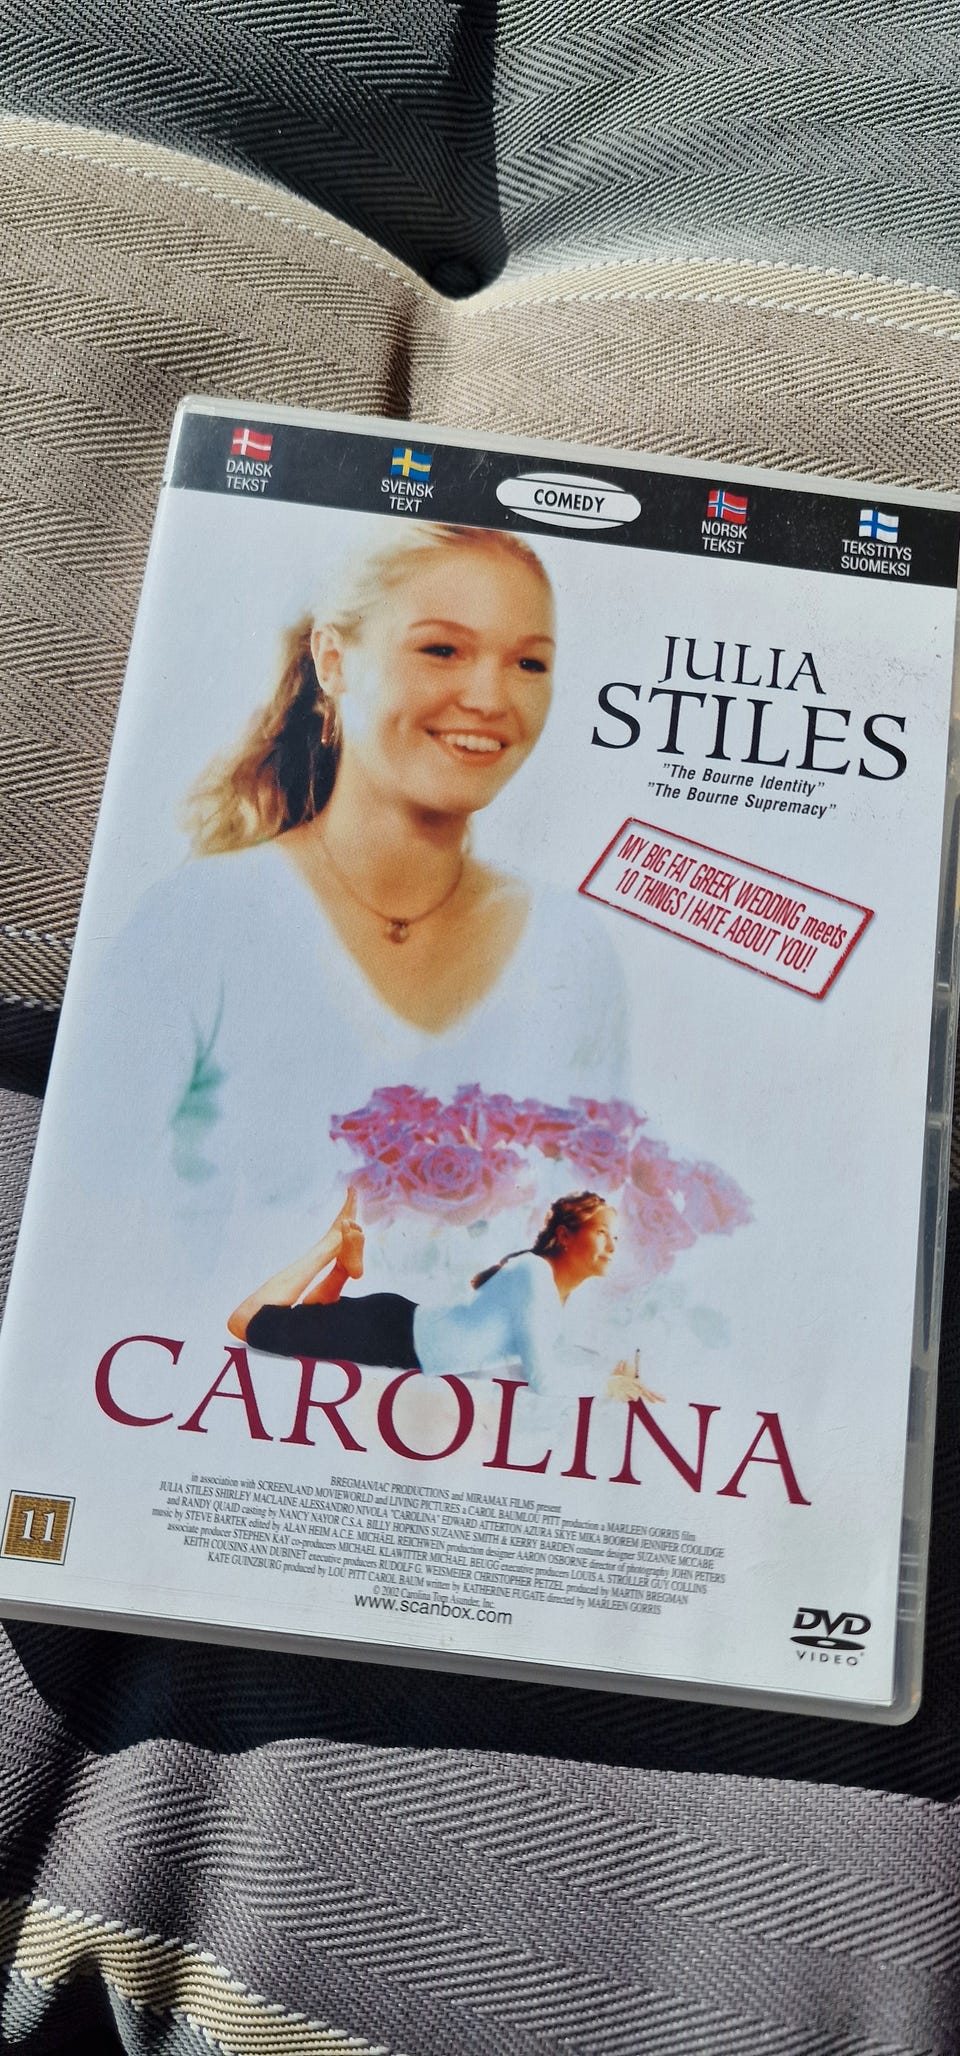 DANSK
TEKST
SVENSK
TEXT
COMEDY
NORSK
TEKST
TEKSTITYS
SUOMEKSI
JULIA
STILES
"The Bourne Identity"
"The Bourne Supremacy"
MY BIG FAT GREEK WEDDING meets
10 THINGS I HATE ABOUT YOU!
CAROLINA
BREGMAN/IAC PRODUCTIONS and MIRAMAX FILMS present
in association with SCREENLAND MOVIEWORLD and LIVING PICTURES a CAROL BAUM/LOU PITT production a MARLEEN GORRIS film
JULIA STILES SHIRLEY MACLAINE ALESSANDRO NIVOLA "CAROLINA" EDWARD ATTERTON AZURA SKYE MIKA BOOREM JENNIFER COOLIDGE
and RANDY QUAID casting by NANCY NAYOR C.S.A. BILLY HOPKINS SUZANNE SMITH & KERRY BARDEN costume designer SUZANNE MCCABE
music by STEVE BARTEK edited by ALAN HEIM A.C.E. MICHAEL REICHWEIN production designer AARON OSBORNE director of photography JOHN PETERS
associate producer STEPHEN KAY co-producers MICHAEL KLAWITTER MICHAEL BEUGG executive producers LOUIS A. STROLLER GUY COLLINS
KEITH COUSINS ANN DUBINET executive producers RUDOLF G. WEISMEIER CHRISTOPHER PETZEL produced by MARTIN BREGMAN
KATE GUINZBURG produced by LOU PITT CAROL BAUM written by KATHERINE FUGATE directed by MARLEEN GORRIS
© 2002 Carolina Top Asunder, Inc.
www.scanbox.com
11
DVD
VIDEO